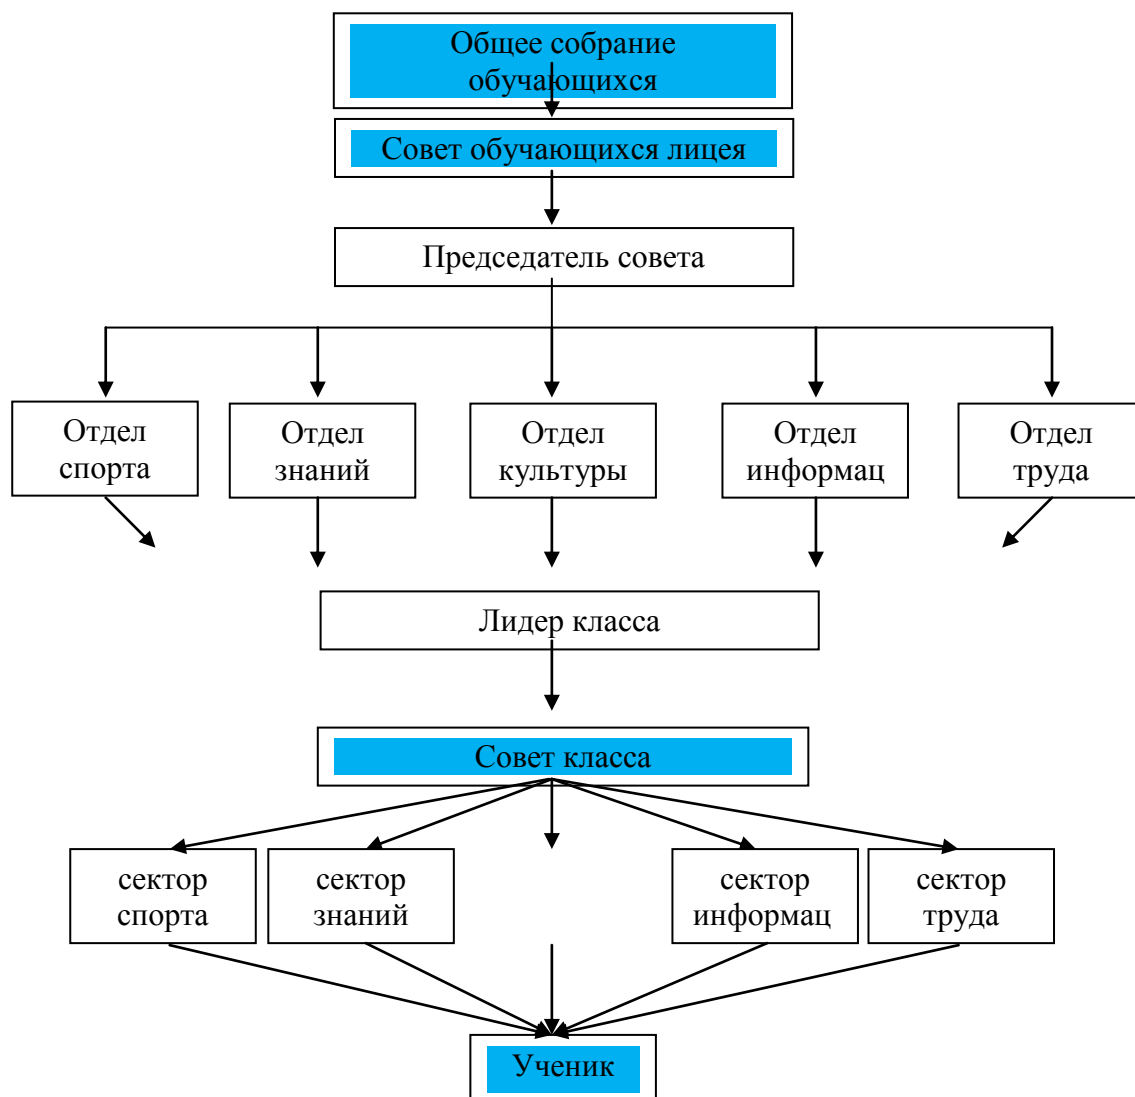 Общее собрание
обучающихся
Совет обучающихся лицея
Председатель совета
Отдел
спорта
Отдел
знаний
Отдел
культуры
Отдел
информац
Отдел
труда
Лидер класса
Совет класса
сектор
спорта
сектор
знаний
сектор
информац
сектор
труда
Ученик